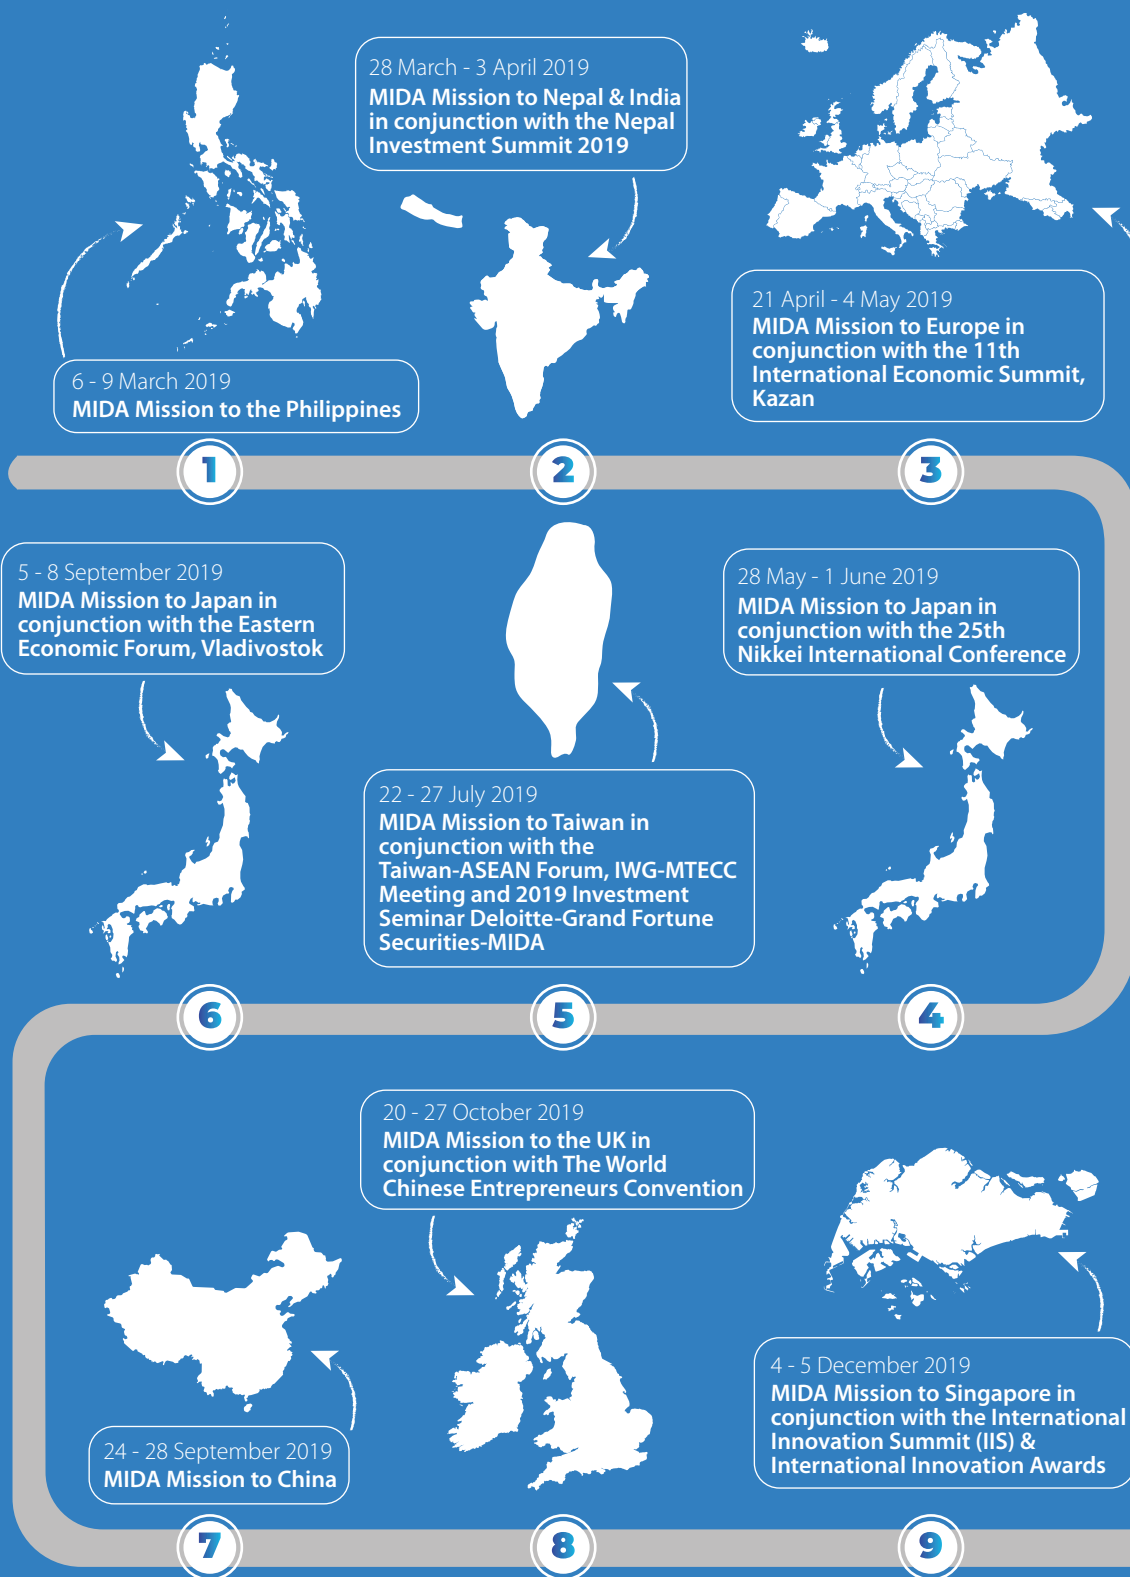 6 - 9 March 2019
MIDA Mission to the Philippines
1
28 March - 3 April 2019
MIDA Mission to Nepal & India
in conjunction with the Nepal
Investment Summit 2019
2
21 April - 4 May 2019
MIDA Mission to Europe in
conjunction with the 11th
International Economic Summit,
Kazan
3
28 May - 1 June 2019
MIDA Mission to Japan in
conjunction with the 25th
Nikkei International Conference
4
22 - 27 July 2019
MIDA Mission to Taiwan in
conjunction with the
Taiwan-ASEAN Forum, IWG-MTECC
Meeting and 2019 Investment
Seminar Deloitte-Grand Fortune
Securities-MIDA
5
5 - 8 September 2019
MIDA Mission to Japan in
conjunction with the Eastern
Economic Forum, Vladivostok
6
24 - 28 September 2019
MIDA Mission to China
7
20 - 27 October 2019
MIDA Mission to the UK in
conjunction with The World
Chinese Entrepreneurs Convention
8
4 - 5 December 2019
MIDA Mission to Singapore in
conjunction with the International
Innovation Summit (IIS) &
International Innovation Awards
9